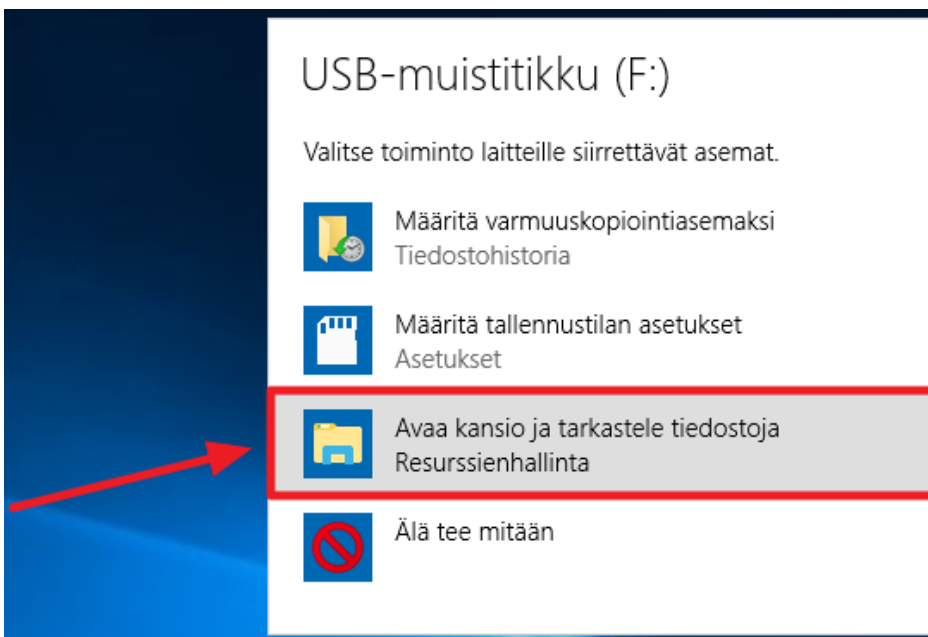 USB-muistitikku (F:)
Valitse toiminto laitteille siirrettävät asemat.
Määritä varmuuskopiointiasemaksi
Tiedostohistoria
Määritä tallennustilan asetukset
Asetukset
Avaa kansio ja tarkastele tiedostoja
Resurssienhallinta
Älä tee mitään